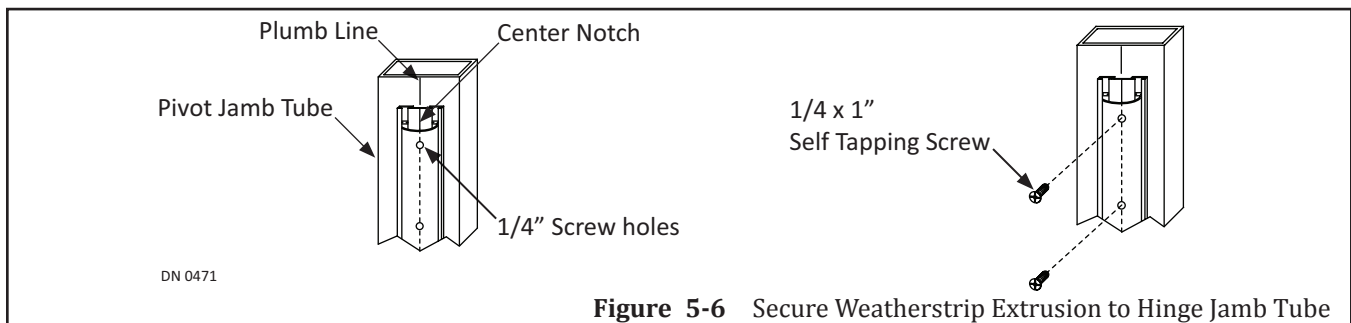 Plumb Line
Center Notch
Pivot Jamb Tube
1/4” Screw holes
1/4 x 1”
Self Tapping Screw
DN 0471
Figure 5-6 Secure Weatherstrip Extrusion to Hinge Jamb Tube